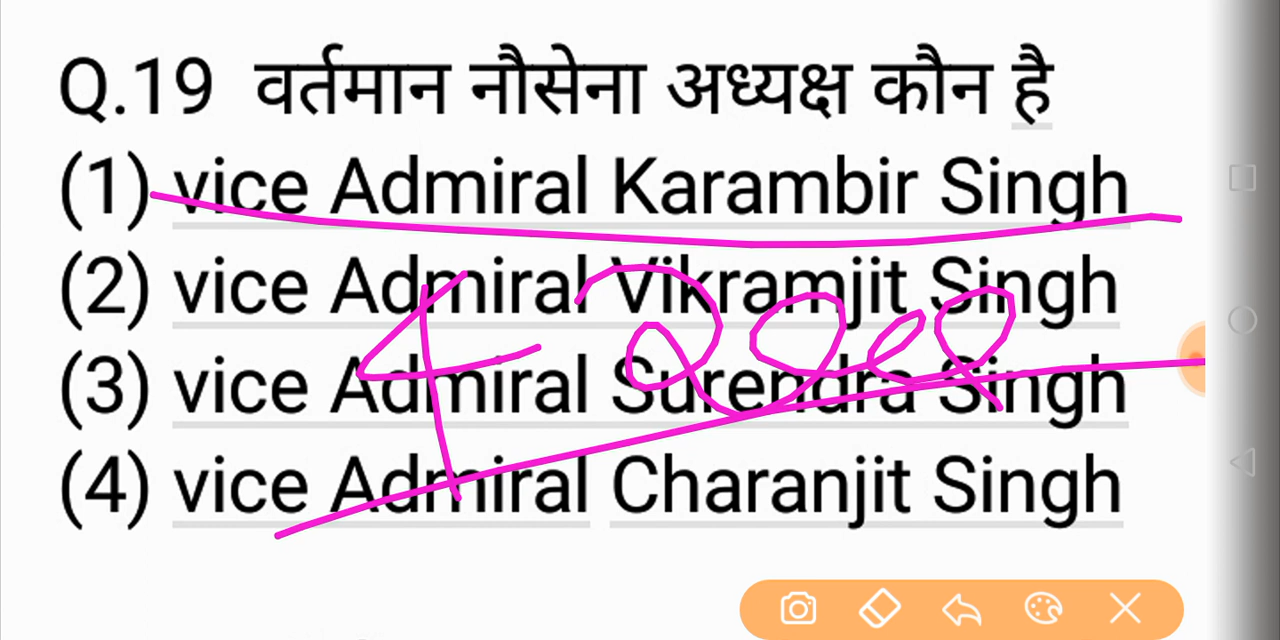 Q.19 वर्तमान नौसेना अध्यक्ष कौन है
(1) vice Admiral Karambir Singh
(2) vice Admiral Vikramjit Singh
(3) vice Admiral Surendra Singh
(4) vice Admiral Charanjit Singh